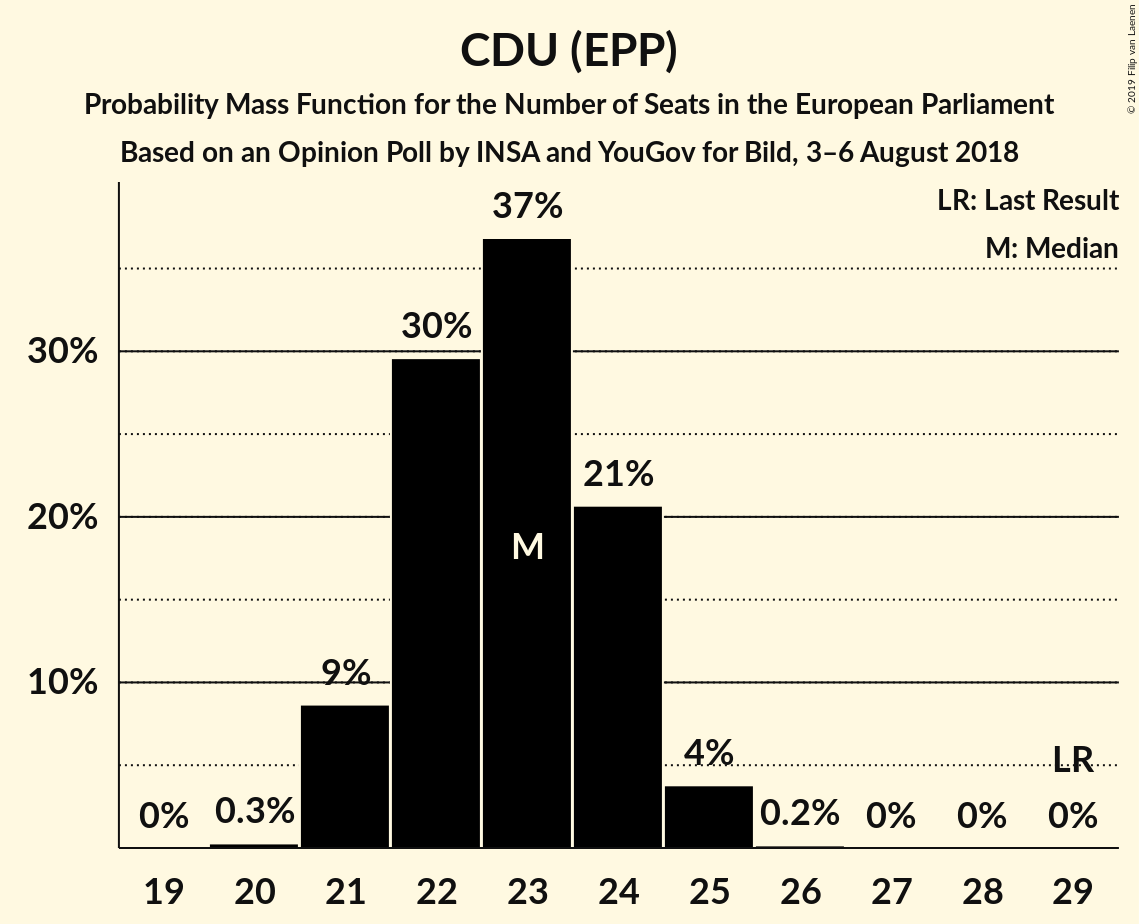 CDU (EPP)
Probability Mass Function for the Number of Seats in the European Parliament
Based on an Opinion Poll by INSA and YouGov for Bild, 3–6 August 2018
© 2019 Filip van Laenen
LR: Last Result
M: Median
37%
30%
30%
21%
20%
M
9%
10%
4%
LR
0%
0.3%
0.2%
0%
0%
0%
19 20 21 22 23 24 25 26 27 28 29